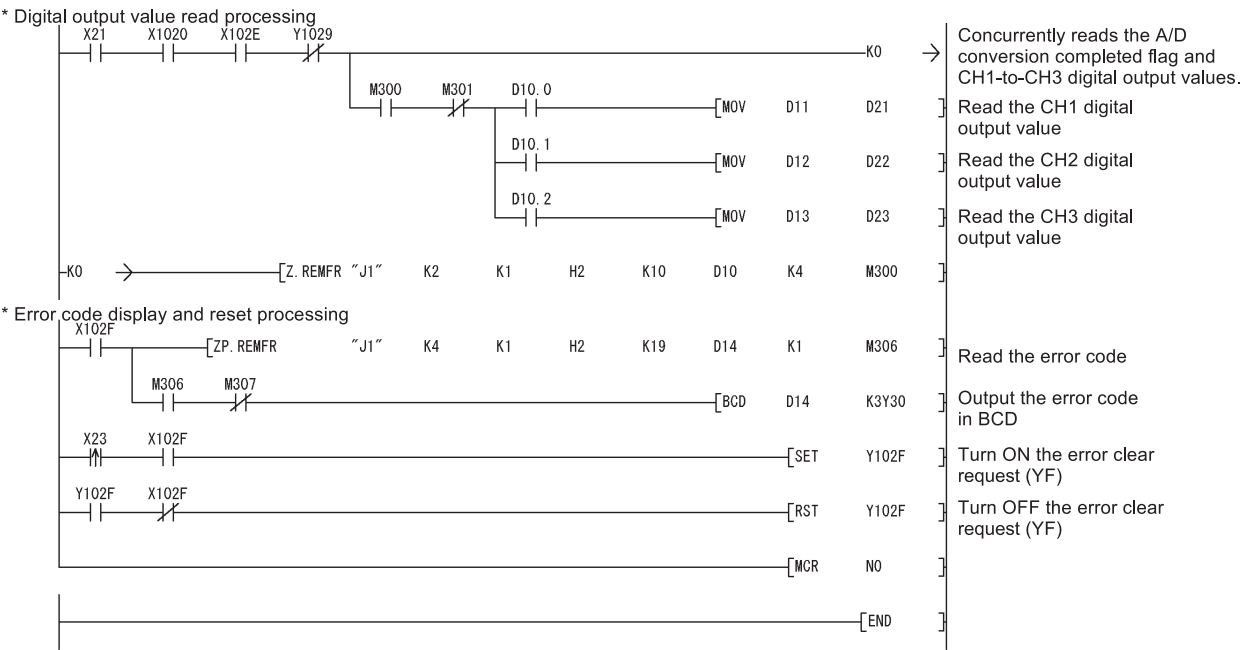 * Digital output value read processing
X21 X1020 X102E Y1029
K0 Concurrently reads the A/D
conversion completed flag and
CH1-to-CH3 digital output values.
M300 M301 D10.0
MOV D11 D21 Read the CH1 digital
output value
D10.1
MOV D12 D22 Read the CH2 digital
output value
D10.2
MOV D13 D23 Read the CH3 digital
output value
K0 Z.REMFR "J1" K2 K1 H2 K10 D10 K4 M300
* Error code display and reset processing
X102F
ZP.REMFR "J1" K4 K1 H2 K19 D14 K1 M306 Read the error code
M306 M307
BCD D14 K3Y30 Output the error code
in BCD
X23 X102F
SET Y102F Turn ON the error clear
request (YF)
Y102F X102F
RST Y102F Turn OFF the error clear
request (YF)
MCR N0
END